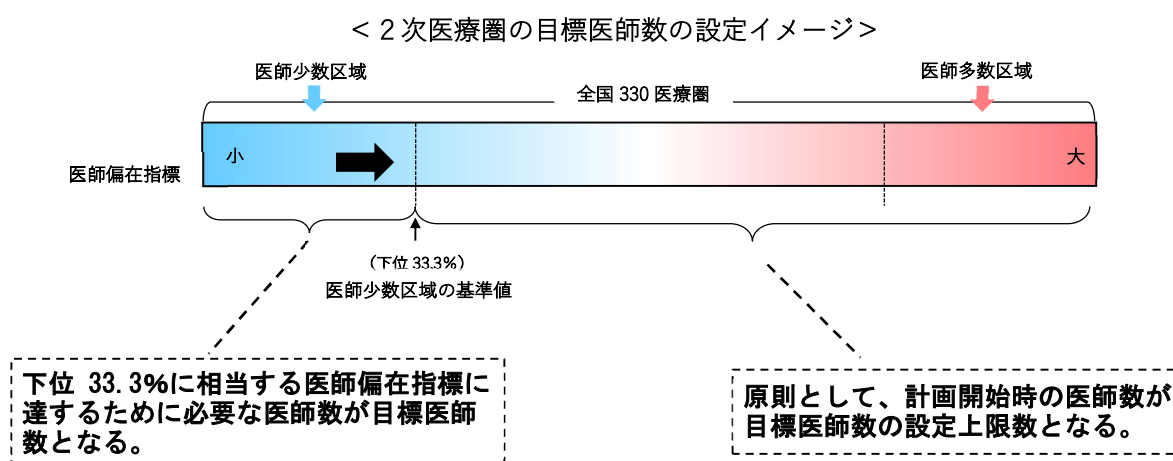 ＜２次医療圏の目標医師数の設定イメージ＞
医師少数区域
医師多数区域
全国 330 医療圏
小
大
医師偏在指標
（下位 33.3%）
医師少数区域の基準値
下位 33.3%に相当する医師偏在指標に
達するために必要な医師数が目標医師
数となる。
原則として、計画開始時の医師数が
目標医師数の設定上限数となる。